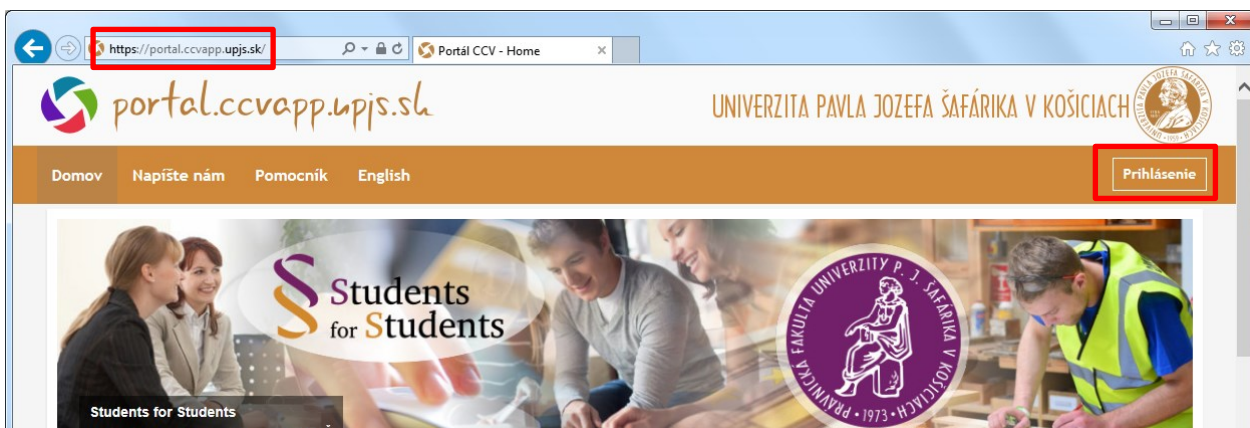 https://portal.ccvapp.upjs.sk/
Portál CCV - Home
portal.ccvapp.upjs.sk
UNIVERZITA PAVLA JOZEFA ŠAFÁRIKA V KOŠICIACH
Domov Napíšte nám Pomocník English
Prihlásenie
Students
for Students
PRÁVNICKÁ FAKULTA UNIVERZITY P. J. ŠAFÁRIKA V KOŠICIACH
1973
Students for Students